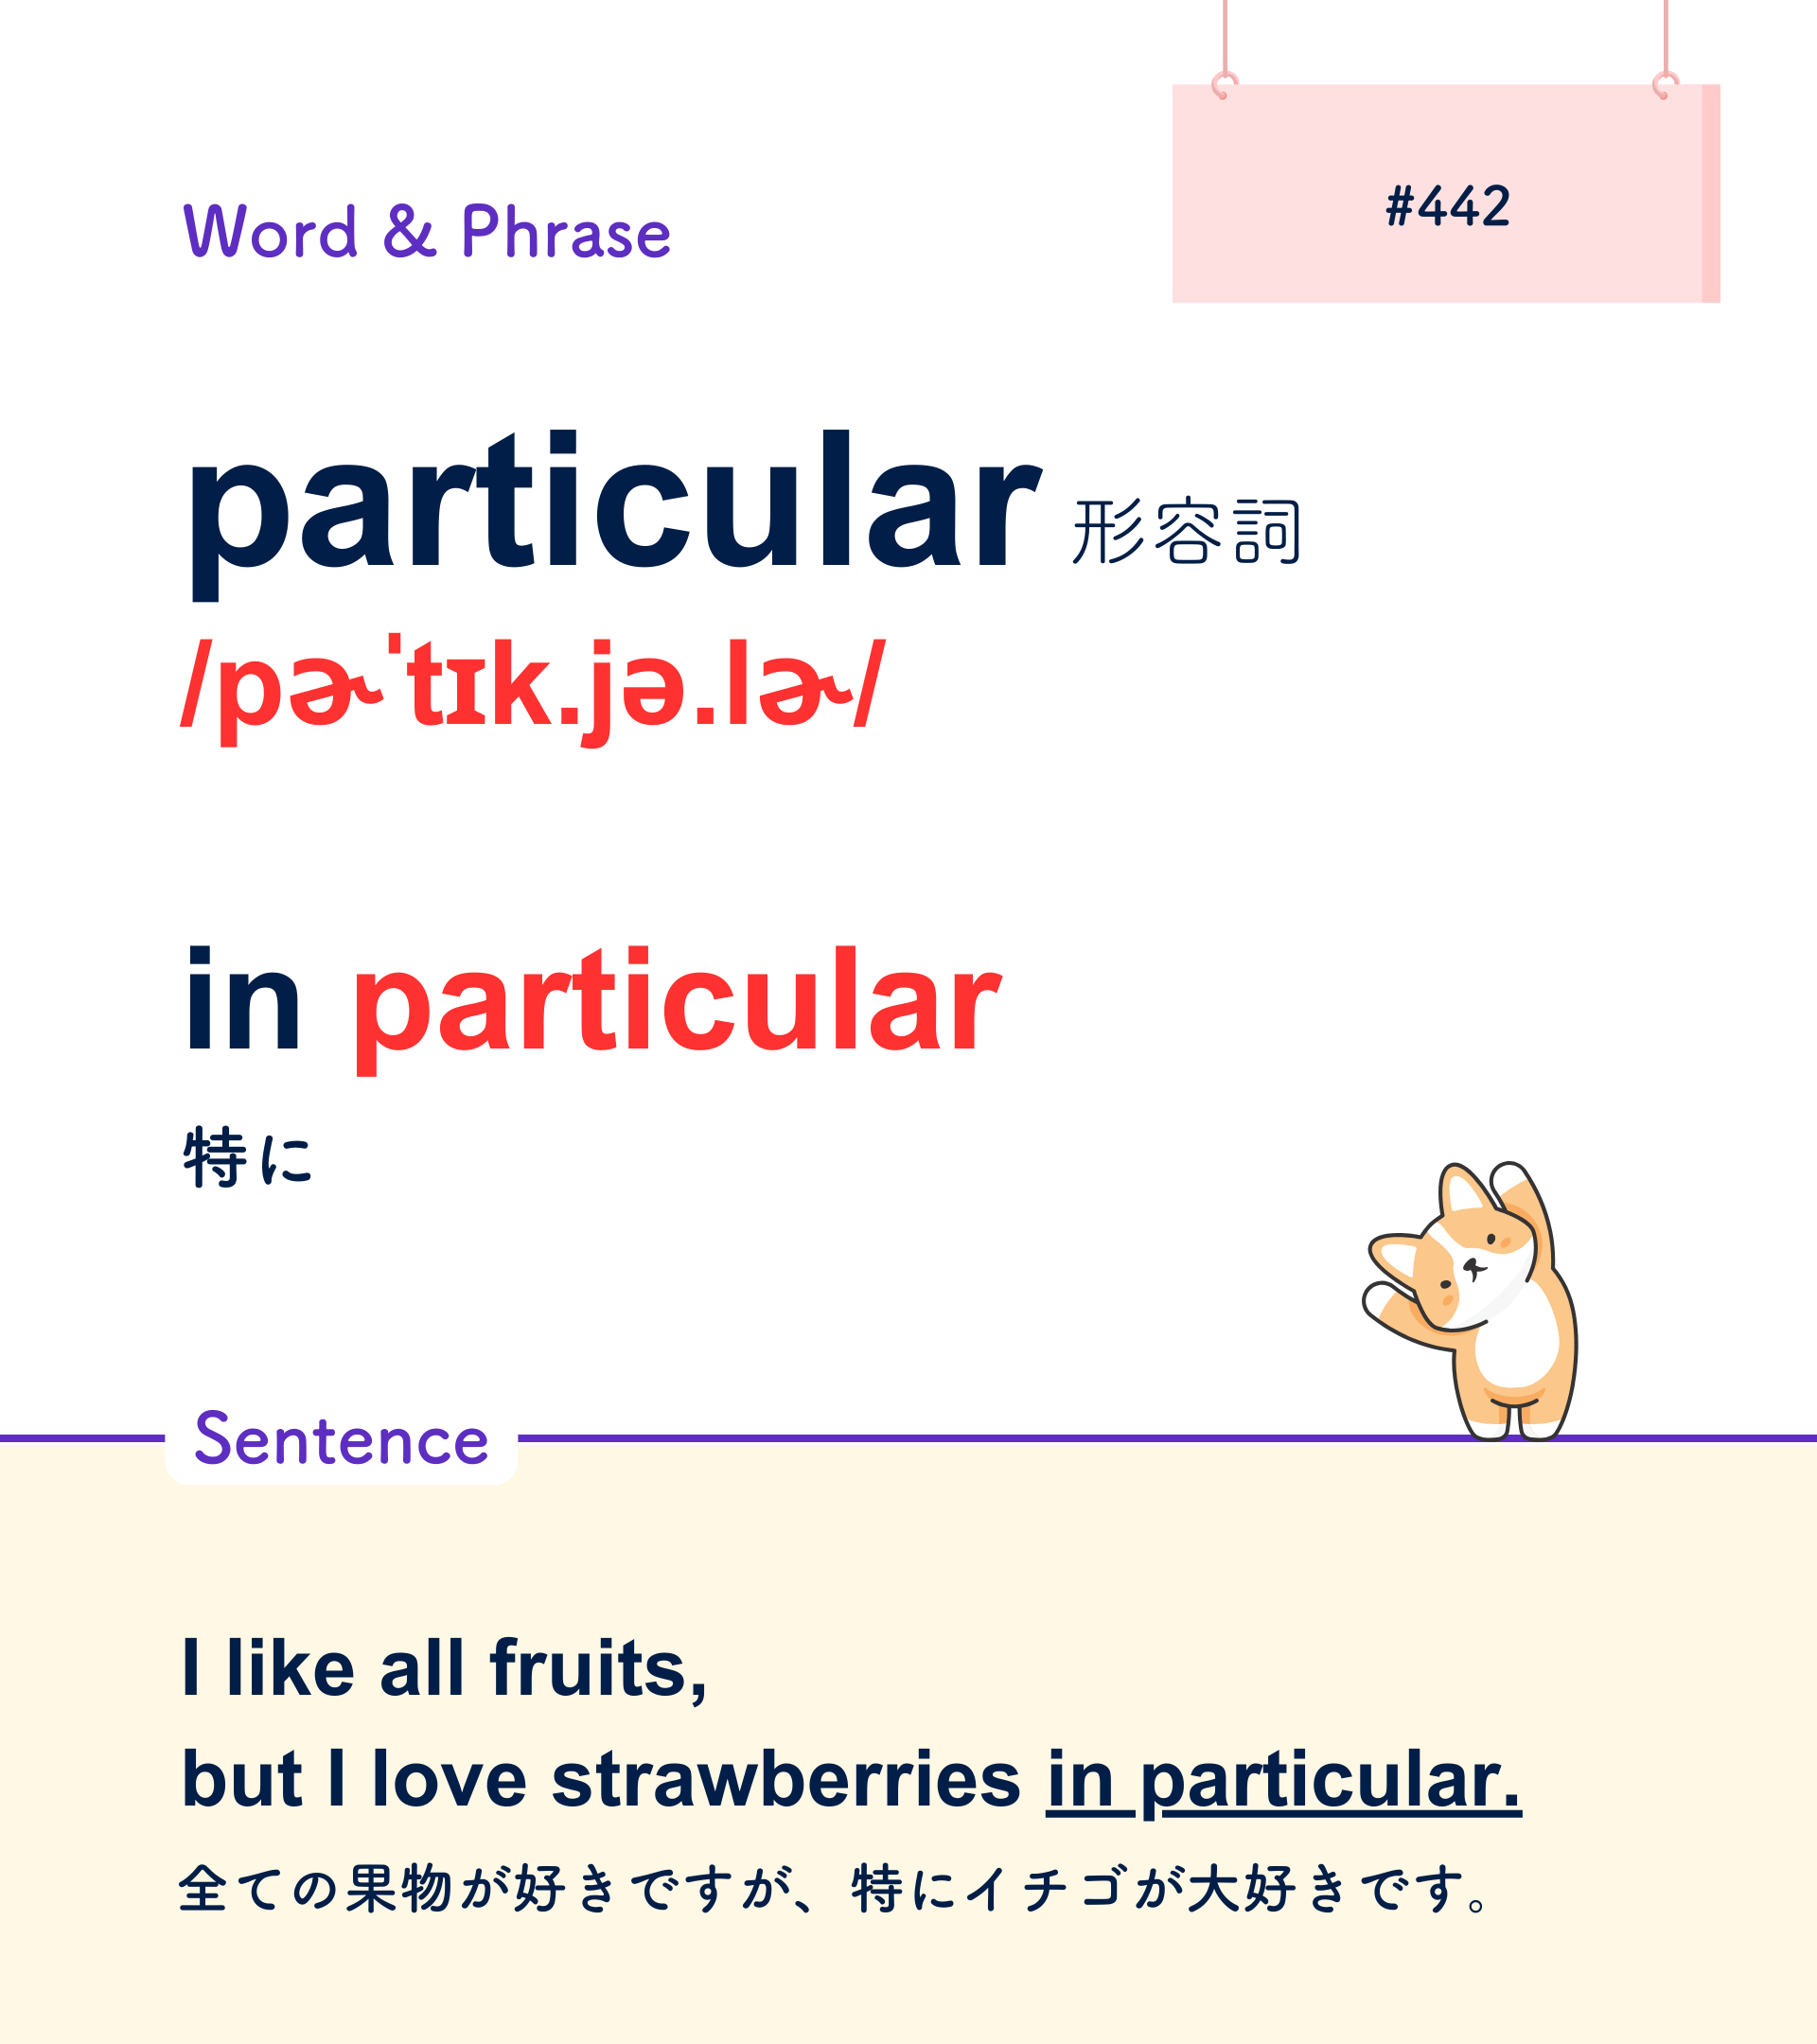 Word & Phrase
#442
particular 形容詞
/pɚˈtɪk.jə.lɚ/
in particular
特に
Sentence
I like all fruits,
but I love strawberries in particular.
全ての果物が好きですが、特にイチゴが大好きです。